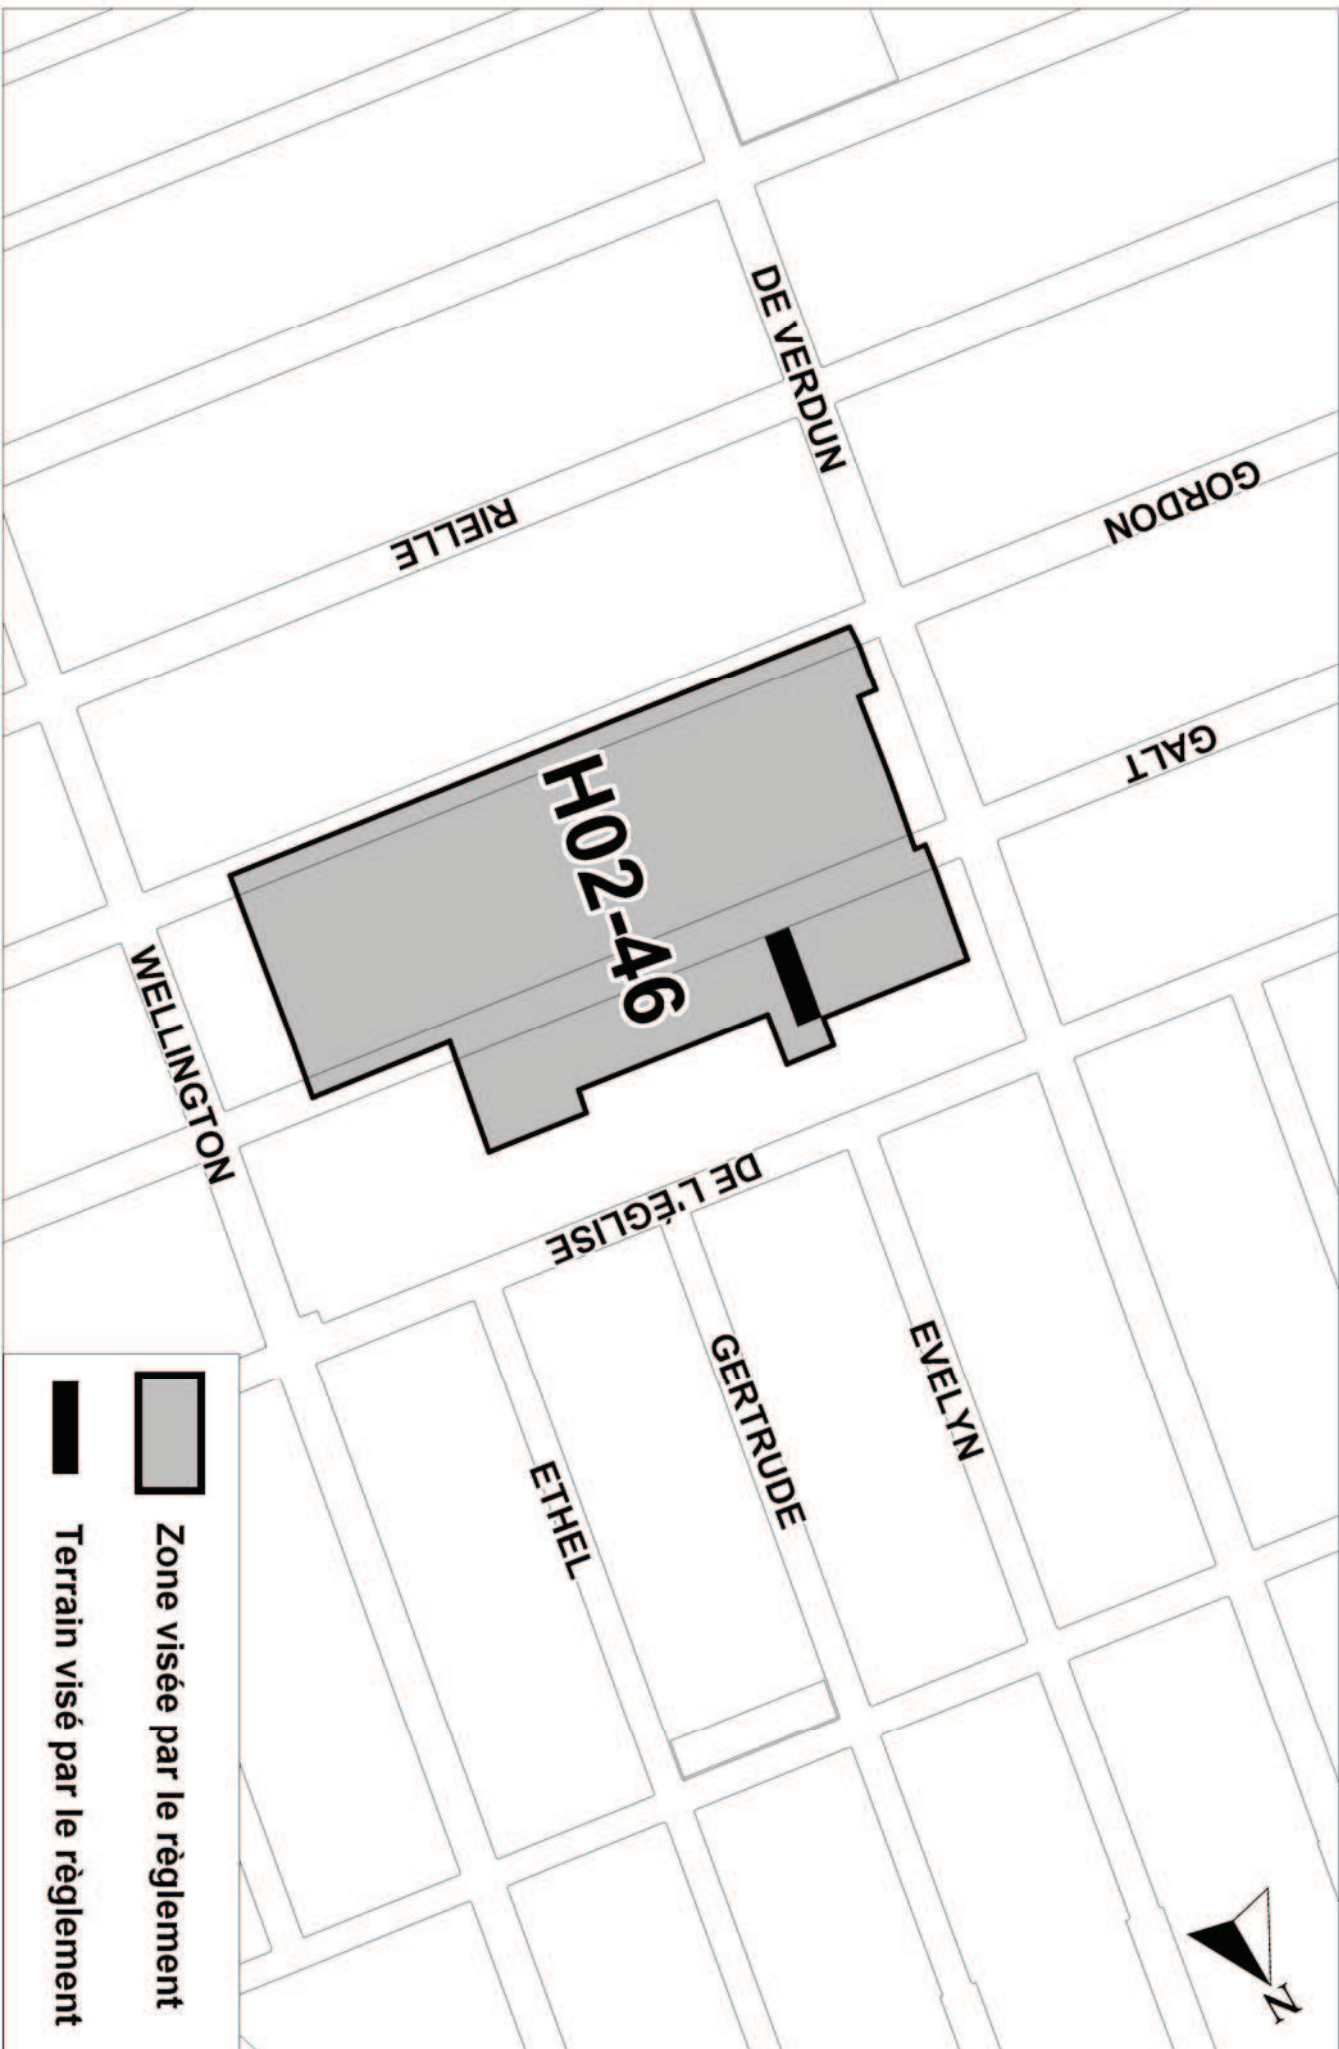 GORDON
GALT
DE VERDUN
RIELLE
H02-46
WELLINGTON
DE L'ÉGLISE
EVELYN
GERTRUDE
ETHEL
N
Zone visée par le règlement
Terrain visé par le règlement